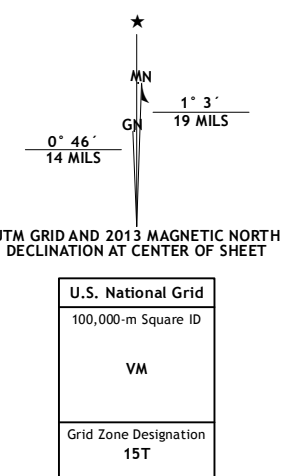 MN
1° 3´
19 MILS
GN
0° 46´
14 MILS
UTM GRID AND 2013 MAGNETIC NORTH
DECLINATION AT CENTER OF SHEET
U.S. National Grid
100,000-m Square ID
VM
Grid Zone Designation
15T